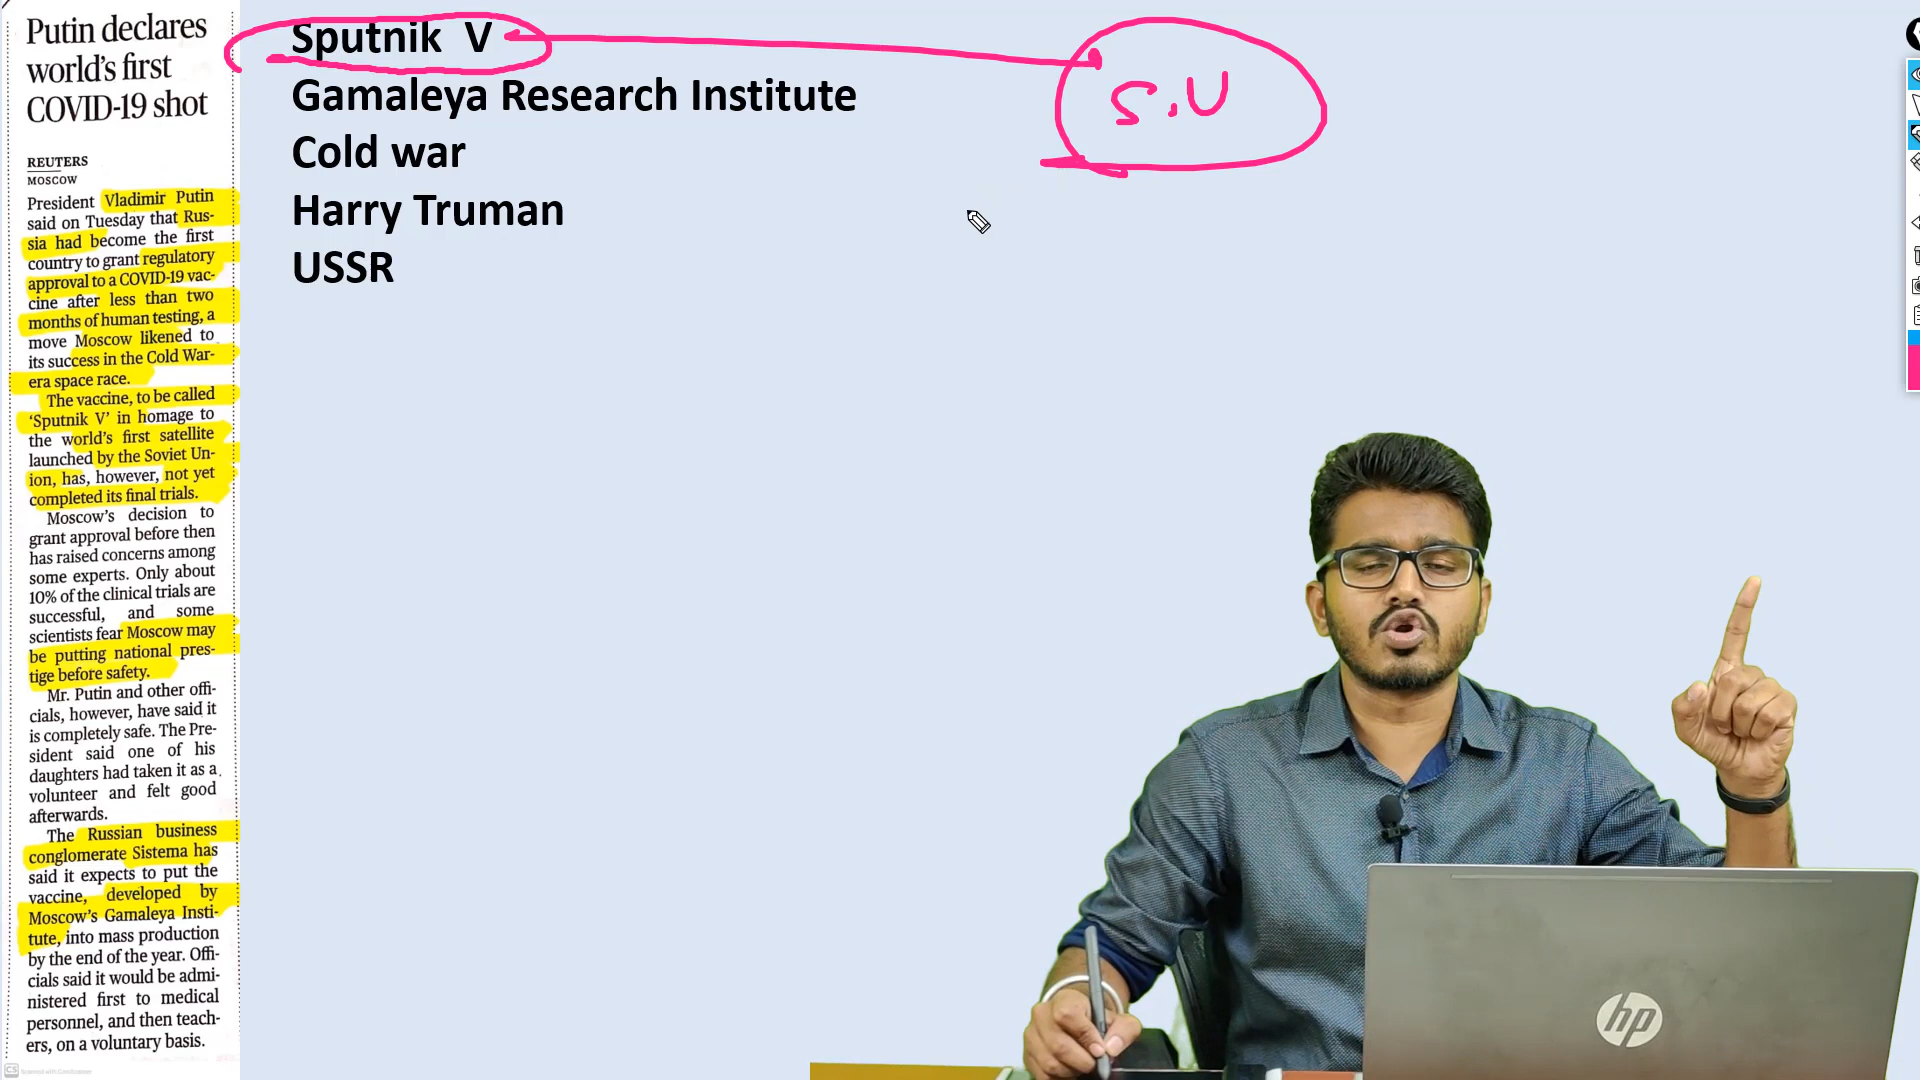 Putin declares
world's first
COVID-19 shot
REUTERS
MOSCOW
President Vladimir Putin
said on Tuesday that Rus-
sia had become the first
country to grant regulatory
approval to a COVID-19 vac-
cine after less than two
months of human testing, a
move Moscow likened to
its success in the Cold War-
era space race.
The vaccine, to be called
‘Sputnik V’ in homage to
the world's first satellite
launched by the Soviet Un-
ion, has, however, not yet
completed its final trials.
Moscow's decision to
grant approval before then
has raised concerns among
some experts. Only about
10% of the clinical trials are
successful, and some
scientists fear Moscow may
be putting national pres-
tige before safety.
Mr. Putin and other offi-
cials, however, have said it
is completely safe. The Pre-
sident said one of his
daughters had taken it as a
volunteer and felt good
afterwards.
The Russian business
conglomerate Sistema has
said it expects to put the
vaccine, developed by
Moscow's Gamaleya Insti-
tute, into mass production
by the end of the year. Offi-
cials said it would be admi-
nistered first to medical
personnel, and then teach-
ers, on a voluntary basis.
CS Scanned with CamScanner
Sputnik V
Gamaleya Research Institute
Cold war
Harry Truman
USSR
S.U
hp